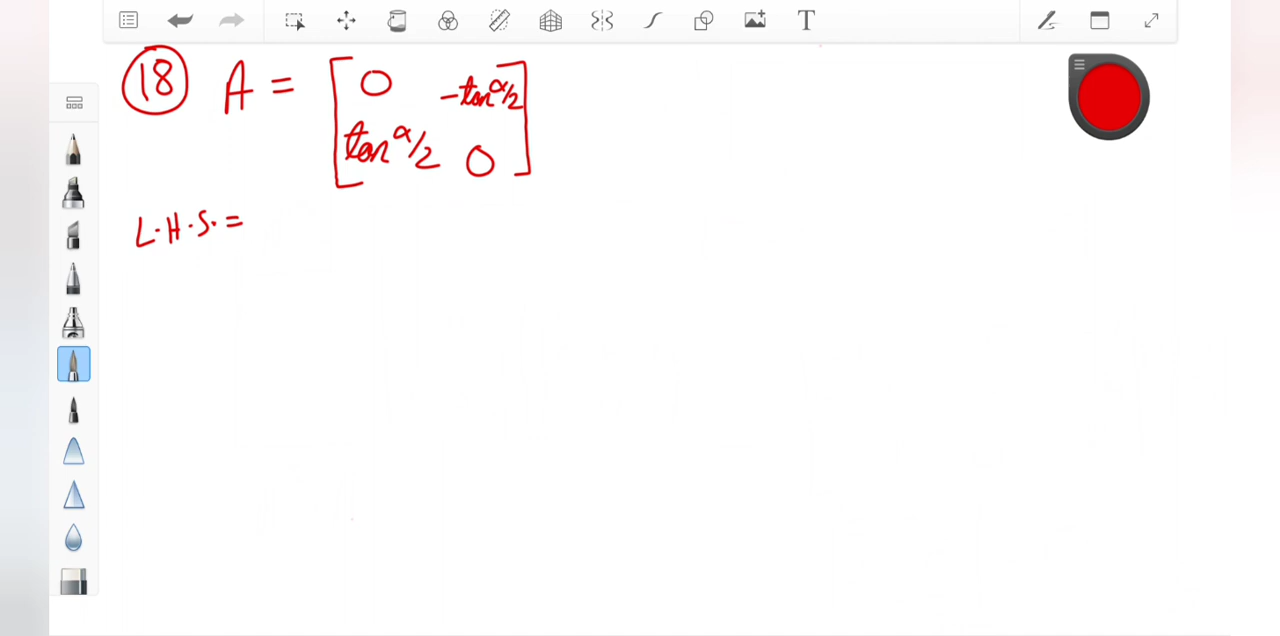 T
18 A = [ 0 -tan α/2
tan α/2 0 ]
L.H.S. =